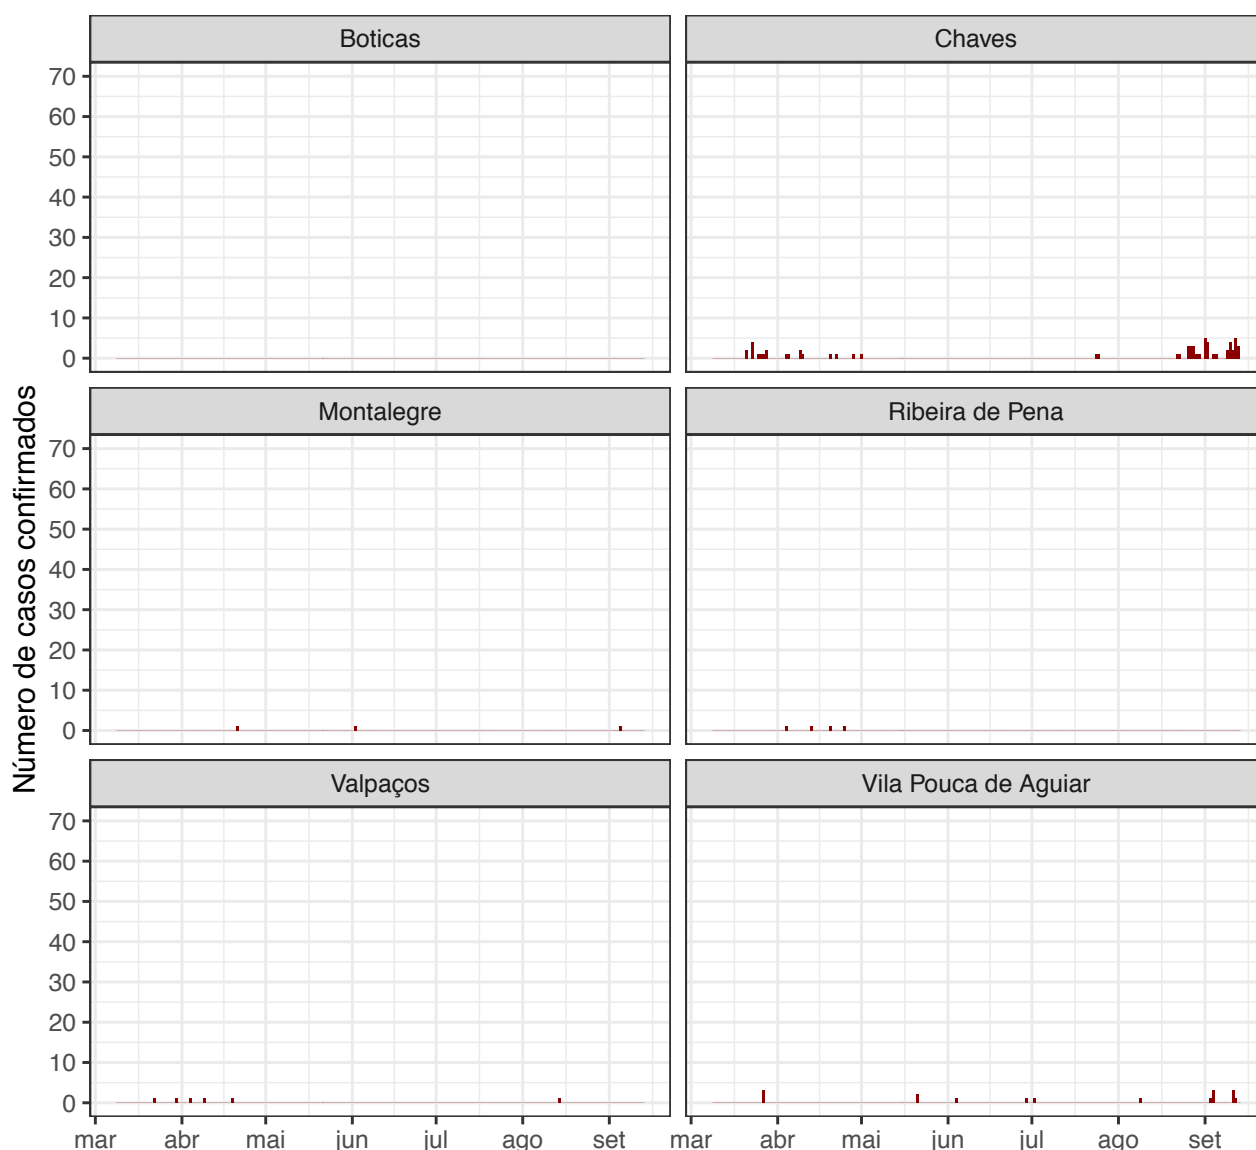 Boticas
Chaves
70
60
50
40
30
20
10
0
Número de casos confirmados
Montalegre
Ribeira de Pena
70
60
50
40
30
20
10
0
Valpaços
Vila Pouca de Aguiar
70
60
50
40
30
20
10
0
mar abr mai jun jul ago set
mar abr mai jun jul ago set